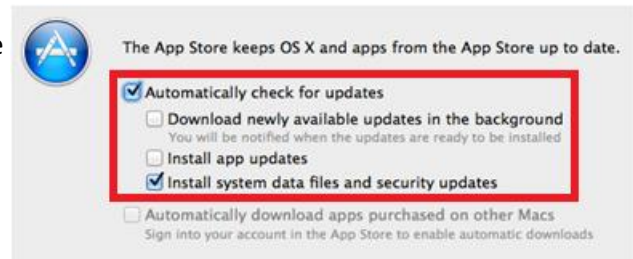 e
The App Store keeps OS X and apps from the App Store up to date.
Automatically check for updates
Download newly available updates in the background
You will be notified when the updates are ready to be installed
Install app updates
Install system data files and security updates
Automatically download apps purchased on other Macs
Sign into your account in the App Store to enable automatic downloads